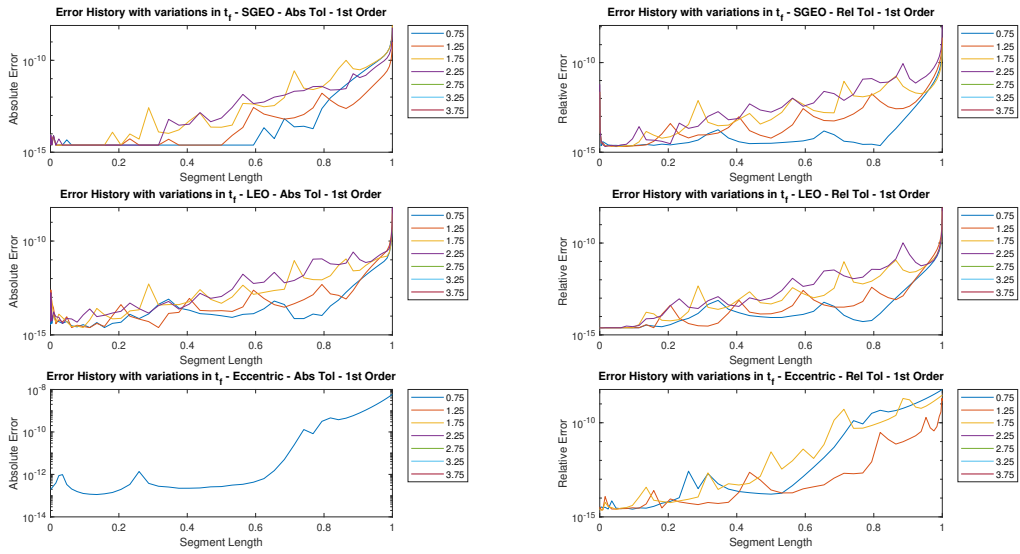 Error History with variations in t_f - SGEO - Abs Tol - 1st Order
Absolute Error
10^-10
10^-15
0 0.2 0.4 0.6 0.8 1
Segment Length
0.75
1.25
1.75
2.25
2.75
3.25
3.75
Error History with variations in t_f - SGEO - Rel Tol - 1st Order
Relative Error
10^-10
10^-15
0 0.2 0.4 0.6 0.8 1
Segment Length
0.75
1.25
1.75
2.25
2.75
3.25
3.75
Error History with variations in t_f - LEO - Abs Tol - 1st Order
Absolute Error
10^-10
10^-15
0 0.2 0.4 0.6 0.8 1
Segment Length
0.75
1.25
1.75
2.25
2.75
3.25
3.75
Error History with variations in t_f - LEO - Rel Tol - 1st Order
Relative Error
10^-10
10^-15
0 0.2 0.4 0.6 0.8 1
Segment Length
0.75
1.25
1.75
2.25
2.75
3.25
3.75
Error History with variations in t_f - Eccentric - Abs Tol - 1st Order
Absolute Error
10^-8
10^-10
10^-12
10^-14
0 0.2 0.4 0.6 0.8 1
Segment Length
0.75
1.25
1.75
2.25
2.75
3.25
3.75
Error History with variations in t_f - Eccentric - Rel Tol - 1st Order
Relative Error
10^-10
10^-15
0 0.2 0.4 0.6 0.8 1
Segment Length
0.75
1.25
1.75
2.25
2.75
3.25
3.75